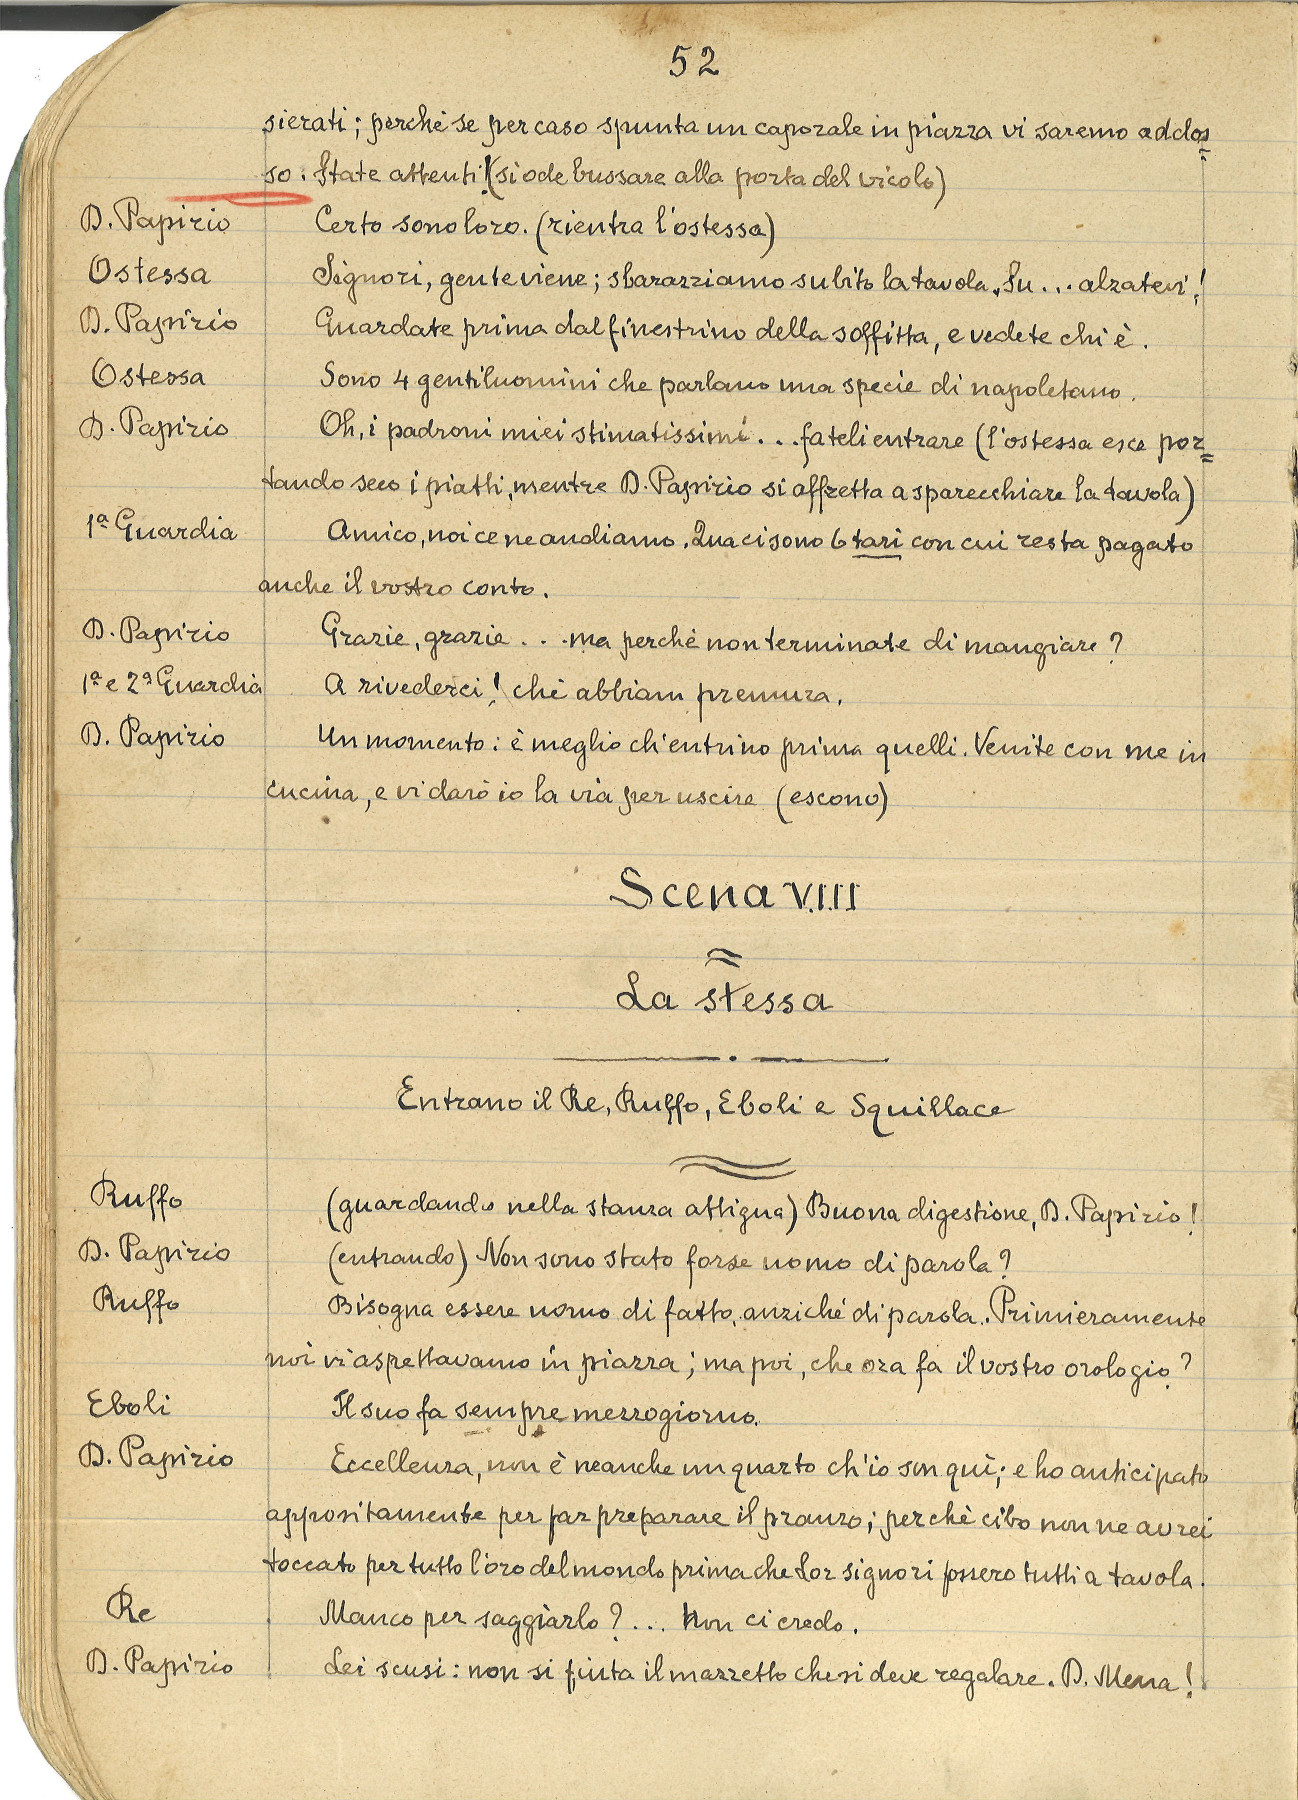 52
sierati; perchè se per caso spunta un caporale in piazza vi saremo addos=
so. State attenti! (si ode bussare alla porta del vicolo)
D. Papirio Certo sono loro. (rientra l'ostessa)
Ostessa Signori, gente viene; sbarazziamo subito la tavola. Su... alzatevi!
D. Papirio Guardate prima dal finestrino della soffitta, e vedete chi è.
Ostessa Sono 4 gentiluomini che parlano una specie di napoletano.
D. Papirio Oh, i padroni miei stimatissimi... fateli entrare (l'ostessa esce por=
tando seco i piatti, mentre D. Papirio si affretta a sparecchiare la tavola)
1ª Guardia Amico, noi ce ne andiamo. Qua ci sono 6 tarì con cui resta pagato
anche il vostro conto.
D. Papirio Grazie, grazie... ma perchè non terminate di mangiare?
1ª e 2ª Guardia A rivederci! chè abbiam premura.
D. Papirio Un momento: è meglio ch'entrino prima quelli. Venite con me in
cucina, e vi darò io la via per uscire (escono)
Scena VIII
La stessa
Entrano il Re, Ruffo, Eboli e Squillace
Ruffo (guardando nella stanza attigua) Buona digestione, D. Papirio!
D. Papirio (entrando) Non sono stato forse uomo di parola?
Ruffo Bisogna essere uomo di fatto, anzichè di parola. Primieramente
noi vi aspettavamo in piazza; ma poi, che ora fa il vostro orologio?
Eboli Il suo fa sempre mezzogiorno.
D. Papirio Eccellenza, non è neanche un quarto ch'io son quì; e ho anticipato
appositamente per far preparare il pranzo; perchè cibo non ne avrei
toccato per tutto l'oro del mondo prima che Lor signori fossero tutti a tavola.
Re Manco per saggiarlo?... Non ci credo.
D. Papirio Lei scusi: non si fiuta il mazzetto che si deve regalare. D. Mena!